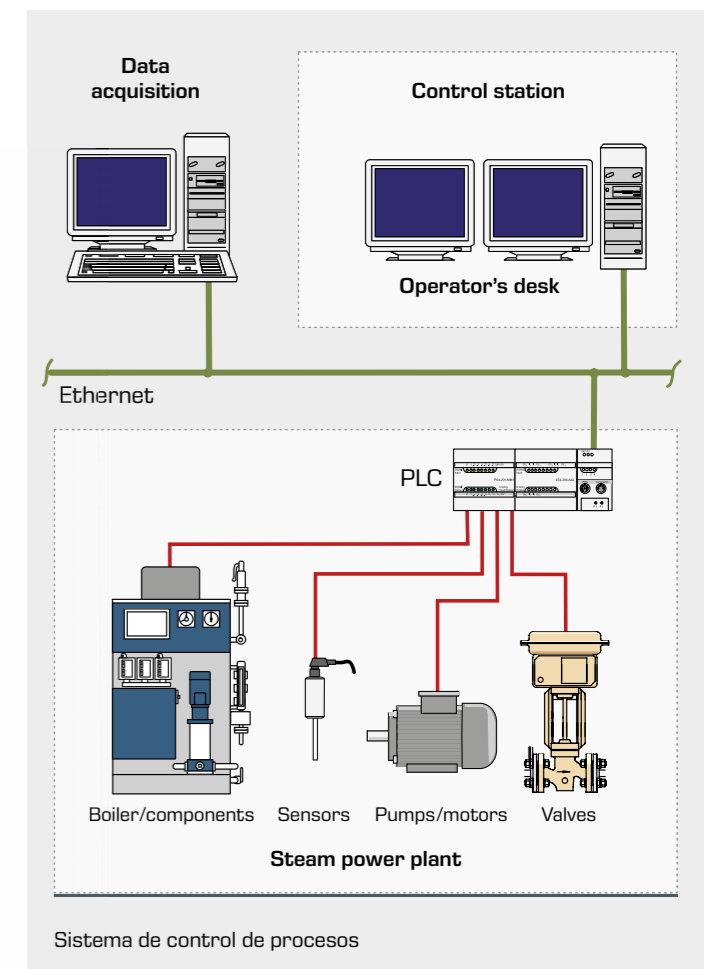 Data
acquisition
Control station
Operator's desk
Ethernet
PLC
Boiler/components
Sensors
Pumps/motors
Valves
Steam power plant
Sistema de control de procesos